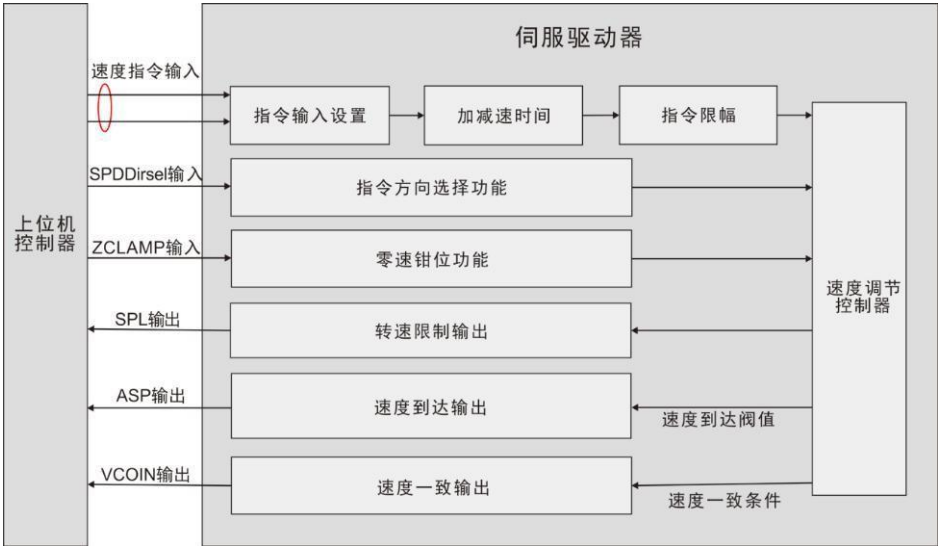 伺服驱动器
速度指令输入
指令输入设置
加减速时间
指令限幅
SPDDirsel输入
指令方向选择功能
上位机
控制器
ZCLAMP输入
零速钳位功能
速度调节
控制器
SPL输出
转速限制输出
ASP输出
速度到达输出
速度到达阀值
VCOIN输出
速度一致输出
速度一致条件